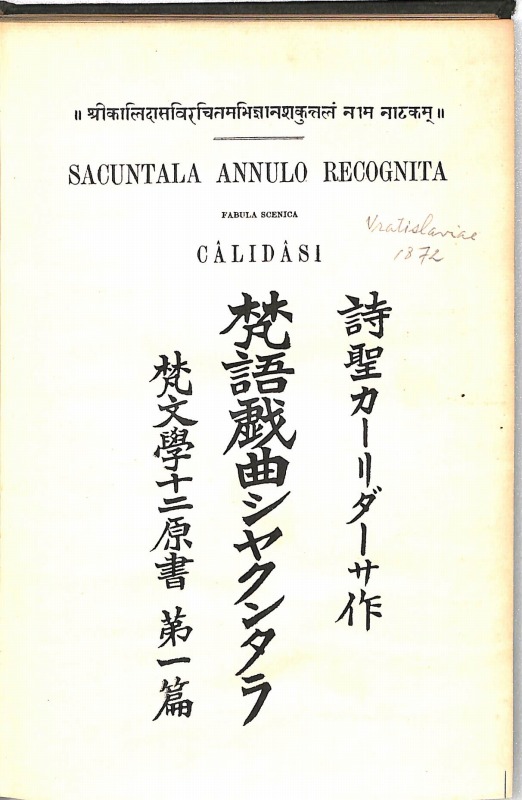 ॥ श्रीकालिदासविरचितमभिज्ञानशकुन्तलं नाम नाटकम् ॥
SACUNTALA ANNULO RECOGNITA
FABULA SCENICA
Vratislaviae
1872
CÂLIDÂSI
詩聖カーリダーサ作
梵語戯曲シヤクンタラ
梵文學十二原書 第一篇